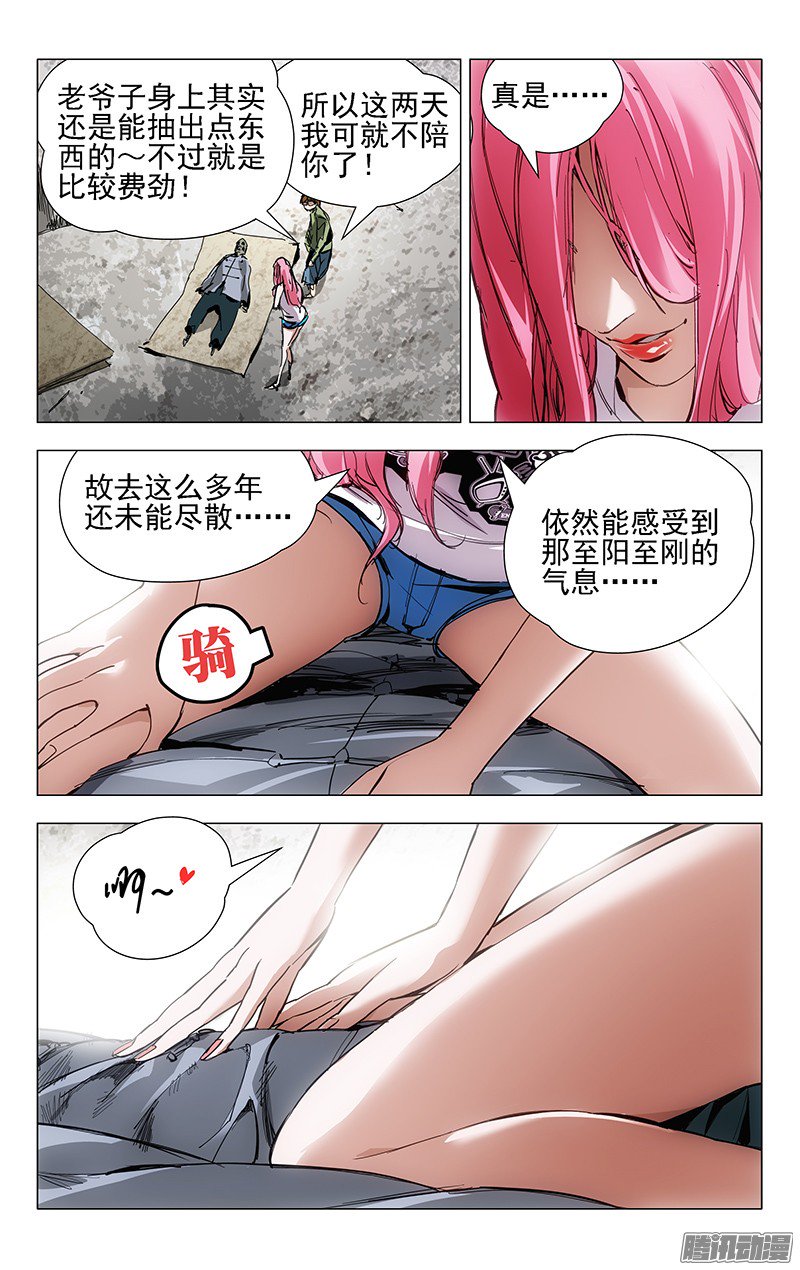 老爷子身上其实
还是能抽出点东
西的～不过就是
比较费劲！
所以这两天
我可就不陪
你了！
真是……
故去这么多年
还未能尽散……
依然能感受到
那至阳至刚的
气息……
骑
啊~♥
腾讯动漫